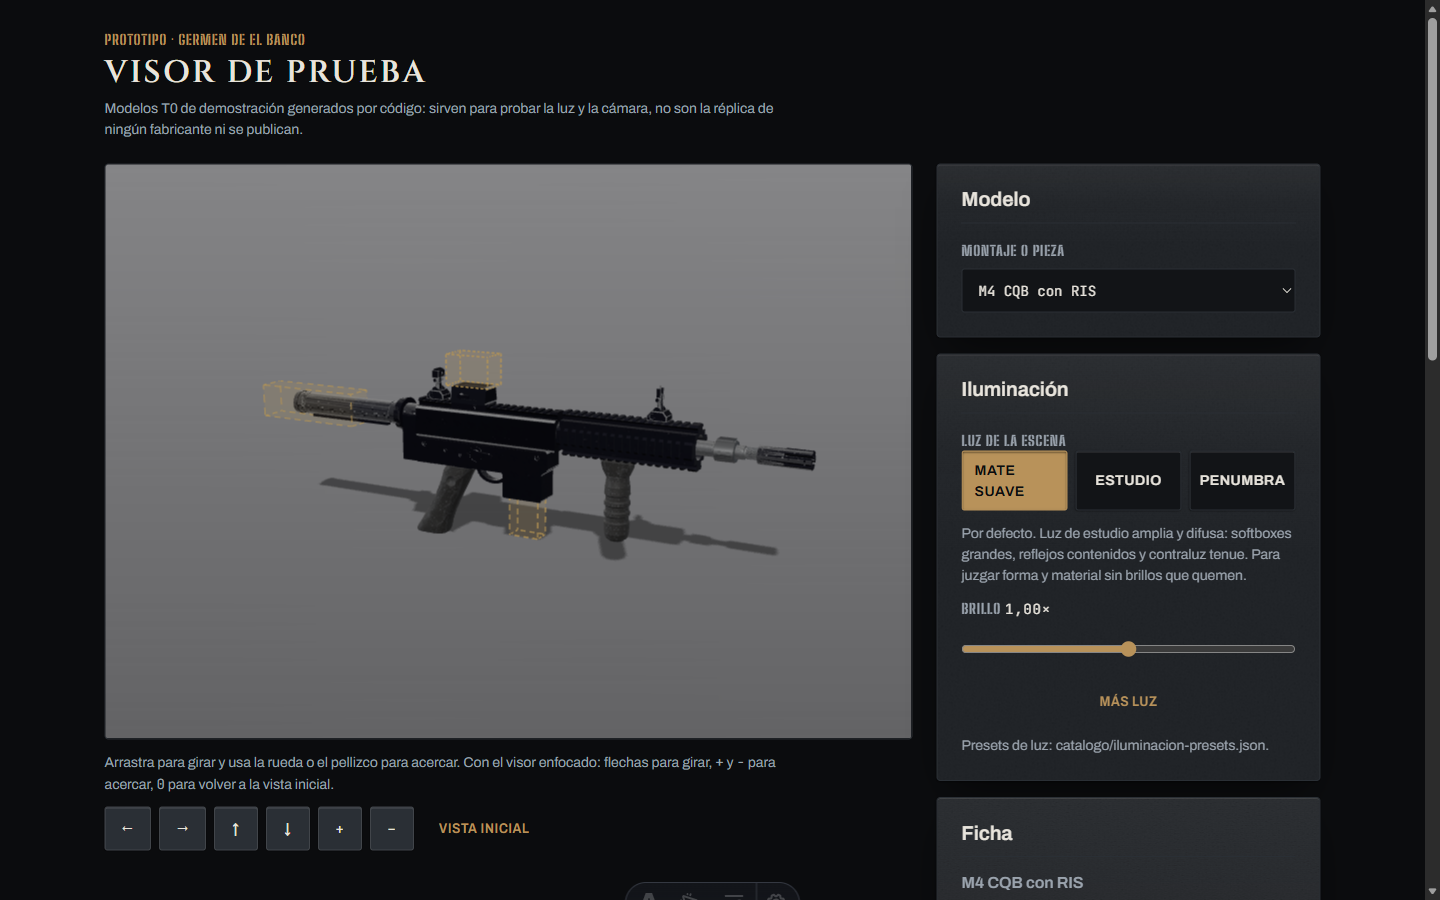 PROTOTIPO · GERMEN DE EL BANCO
VISOR DE PRUEBA
Modelos T0 de demostración generados por código: sirven para probar la luz y la cámara, no son la réplica de
ningún fabricante ni se publican.
Modelo
MONTAJE O PIEZA
M4 CQB con RIS
Iluminación
LUZ DE LA ESCENA
MATE
SUAVE
ESTUDIO
PENUMBRA
Por defecto. Luz de estudio amplia y difusa: softboxes
grandes, reflejos contenidos y contraluz tenue. Para
juzgar forma y material sin brillos que quemen.
BRILLO 1,00×
MÁS LUZ
Presets de luz: catalogo/iluminacion-presets.json.
Arrastra para girar y usa la rueda o el pellizco para acercar. Con el visor enfocado: flechas para girar, + y - para
acercar, 0 para volver a la vista inicial.
← → ↑ ↓ + − VISTA INICIAL
Ficha
M4 CQB con RIS